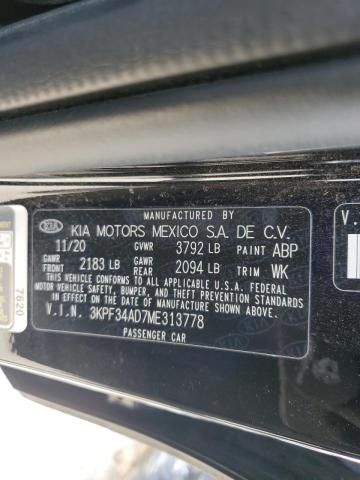 MANUFACTURED BY
KIA KIA MOTORS MEXICO S.A. DE C.V.
11/20 GVWR 3792 LB PAINT ABP
GAWR FRONT 2183 LB GAWR REAR 2094 LB TRIM WK
THIS VEHICLE CONFORMS TO ALL APPLICABLE U.S.A. FEDERAL
MOTOR VEHICLE SAFETY, BUMPER, AND THEFT PREVENTION
STANDARDS IN EFFECT ON THE DATE OF MANUFACTURE SHOWN ABOVE.
V.I.N. 3KPF34AD7ME313778
PASSENGER CAR
7620
V.